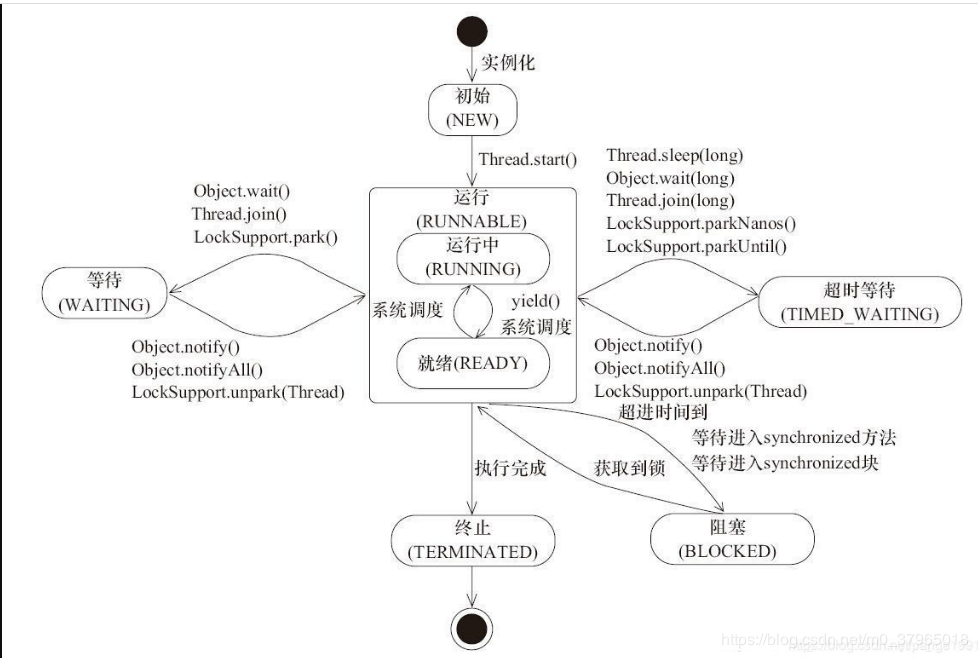 实例化
初始
(NEW)
Thread.start()
Object.wait()
Thread.join()
LockSupport.park()
Thread.sleep(long)
Object.wait(long)
Thread.join(long)
LockSupport.parkNanos()
LockSupport.parkUntil()
运行
(RUNNABLE)
运行中
(RUNNING)
等待
(WAITING)
系统调度
yield()
系统调度
超时等待
(TIMED_WAITING)
就绪(READY)
Object.notify()
Object.notifyAll()
LockSupport.unpark(Thread)
Object.notify()
Object.notifyAll()
LockSupport.unpark(Thread)
超进时间到
等待进入synchronized方法
等待进入synchronized块
执行完成
获取到锁
终止
(TERMINATED)
阻塞
(BLOCKED)
https://blog.csdn.net/m0_37965018